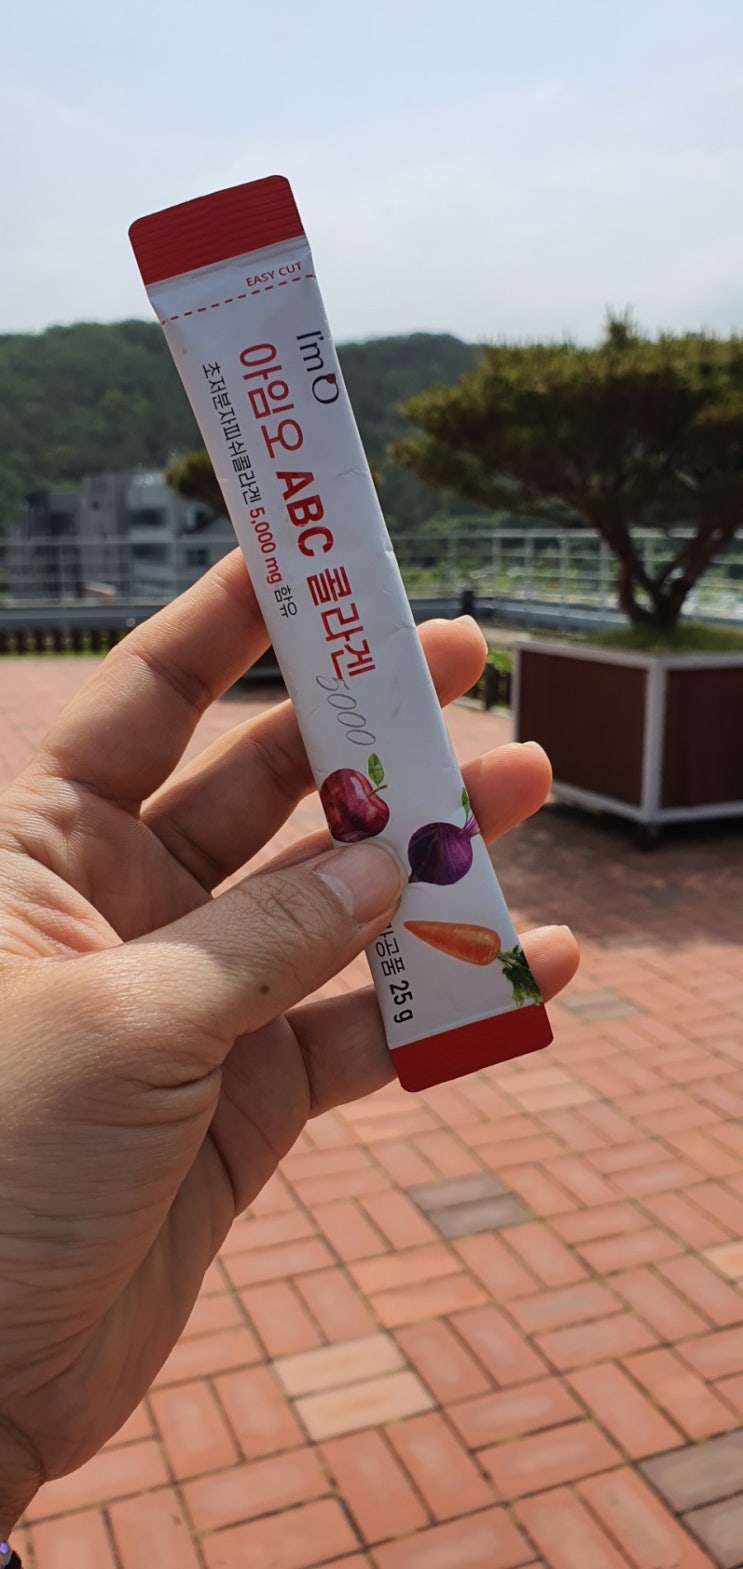 EASY CUT
I'm O
아임오 ABC 콜라겐
5000
초저분자피쉬콜라겐 5,000 mg 함유
25 g